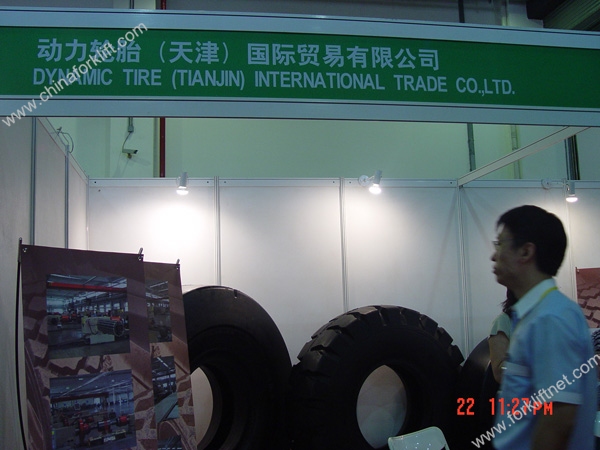 动力轮胎（天津）国际贸易有限公司
DYNAMIC TIRE (TIANJIN) INTERNATIONAL TRADE CO.,LTD.
www.chinaforklift.com
www.forkliftnet.com
22 11:27PM